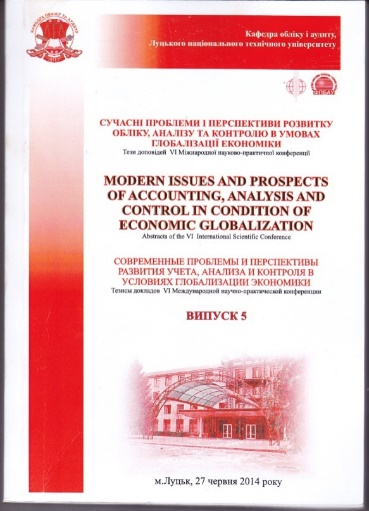 Кафедра обліку і аудиту,
Луцького національного технічного університету
СУЧАСНІ ПРОБЛЕМИ І ПЕРСПЕКТИВИ РОЗВИТКУ
ОБЛІКУ, АНАЛІЗУ ТА КОНТРОЛЮ В УМОВАХ
ГЛОБАЛІЗАЦІЇ ЕКОНОМІКИ
Тези доповідей VI Міжнародної науково-практичної конференції
MODERN ISSUES AND PROSPECTS
OF ACCOUNTING, ANALYSIS AND
CONTROL IN CONDITION OF
ECONOMIC GLOBALIZATION
Abstracts of the VI International Scientific Conference
СОВРЕМЕННЫЕ ПРОБЛЕМЫ И ПЕРСПЕКТИВЫ
РАЗВИТИЯ УЧЕТА, АНАЛИЗА И КОНТРОЛЯ В
УСЛОВИЯХ ГЛОБАЛИЗАЦИИ ЭКОНОМИКИ
Тезисы докладов VI Международной научно-практической конференции
ВИПУСК 5
м.Луцьк, 27 червня 2014 року